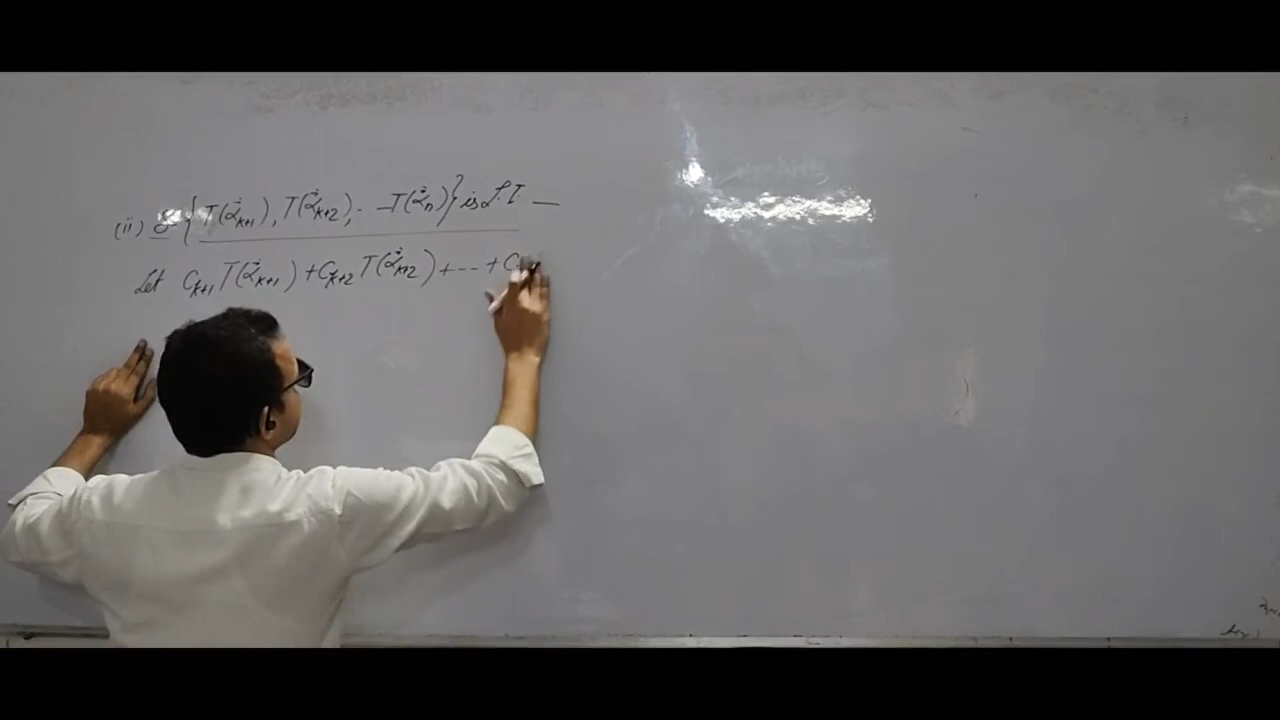 (ii) S = {T(α⃗ₖ₊₁), T(α⃗ₖ₊₂), - - T(α⃗ₙ)} is L.I. —
Let Cₖ₊₁ T(α⃗ₖ₊₁) + Cₖ₊₂ T(α⃗ₖ₊₂) + --- + C